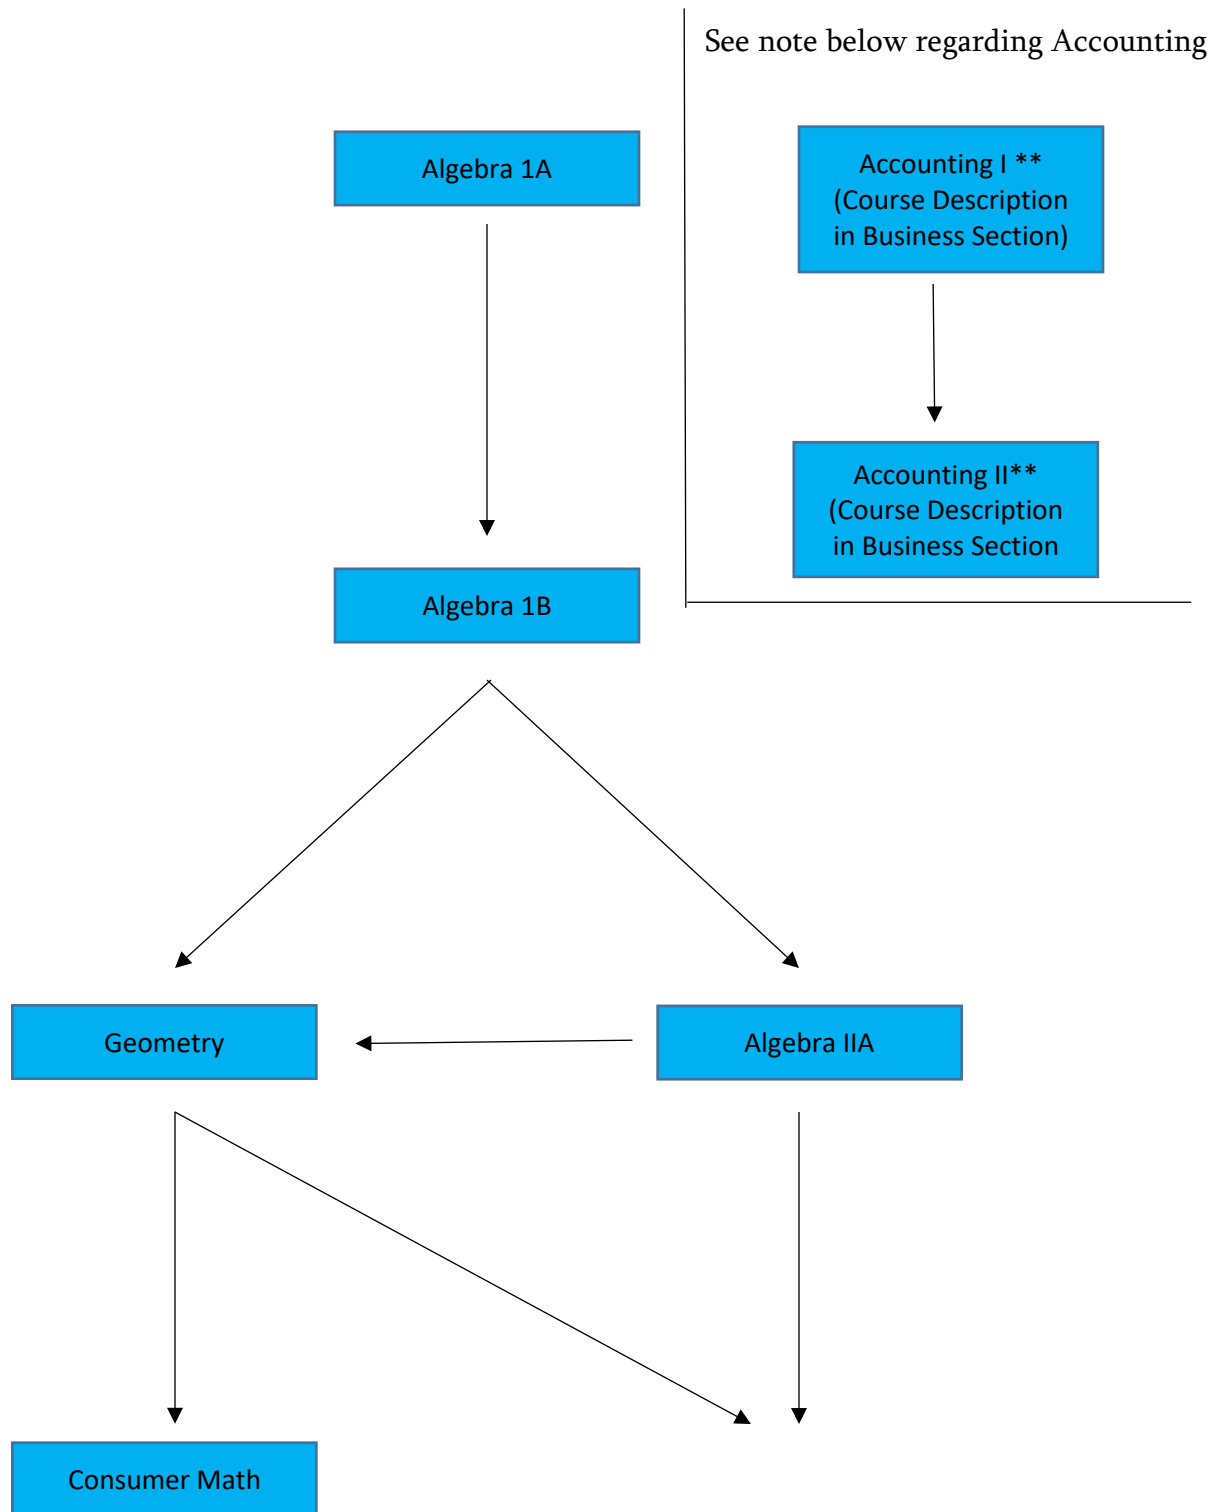 See note below regarding Accounting
Algebra 1A
Accounting I **
(Course Description
in Business Section)
Accounting II**
(Course Description
in Business Section
Algebra 1B
Geometry
Algebra IIA
Consumer Math